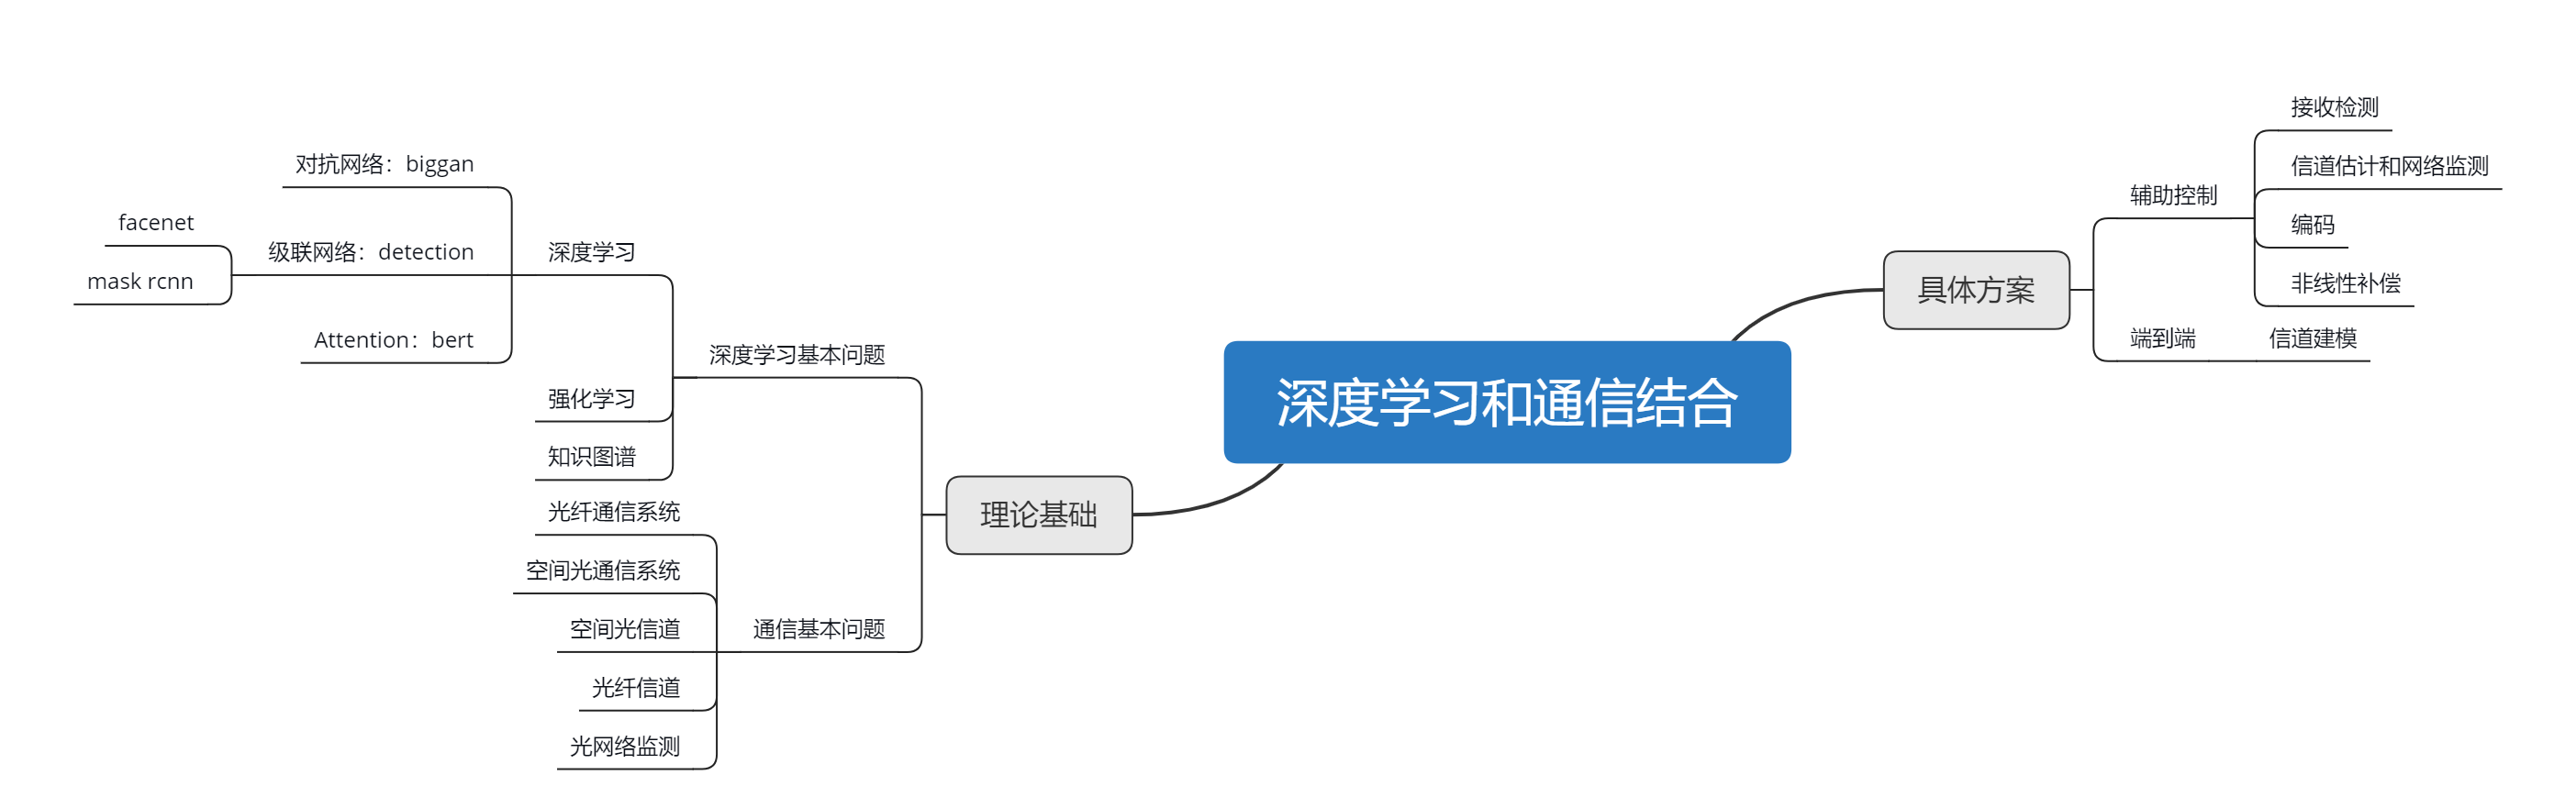 深度学习和通信结合
具体方案
辅助控制
接收检测
信道估计和网络监测
编码
非线性补偿
端到端
信道建模
理论基础
深度学习基本问题
深度学习
对抗网络：biggan
级联网络：detection
facenet
mask rcnn
Attention：bert
强化学习
知识图谱
通信基本问题
光纤通信系统
空间光通信系统
空间光信道
光纤信道
光网络监测